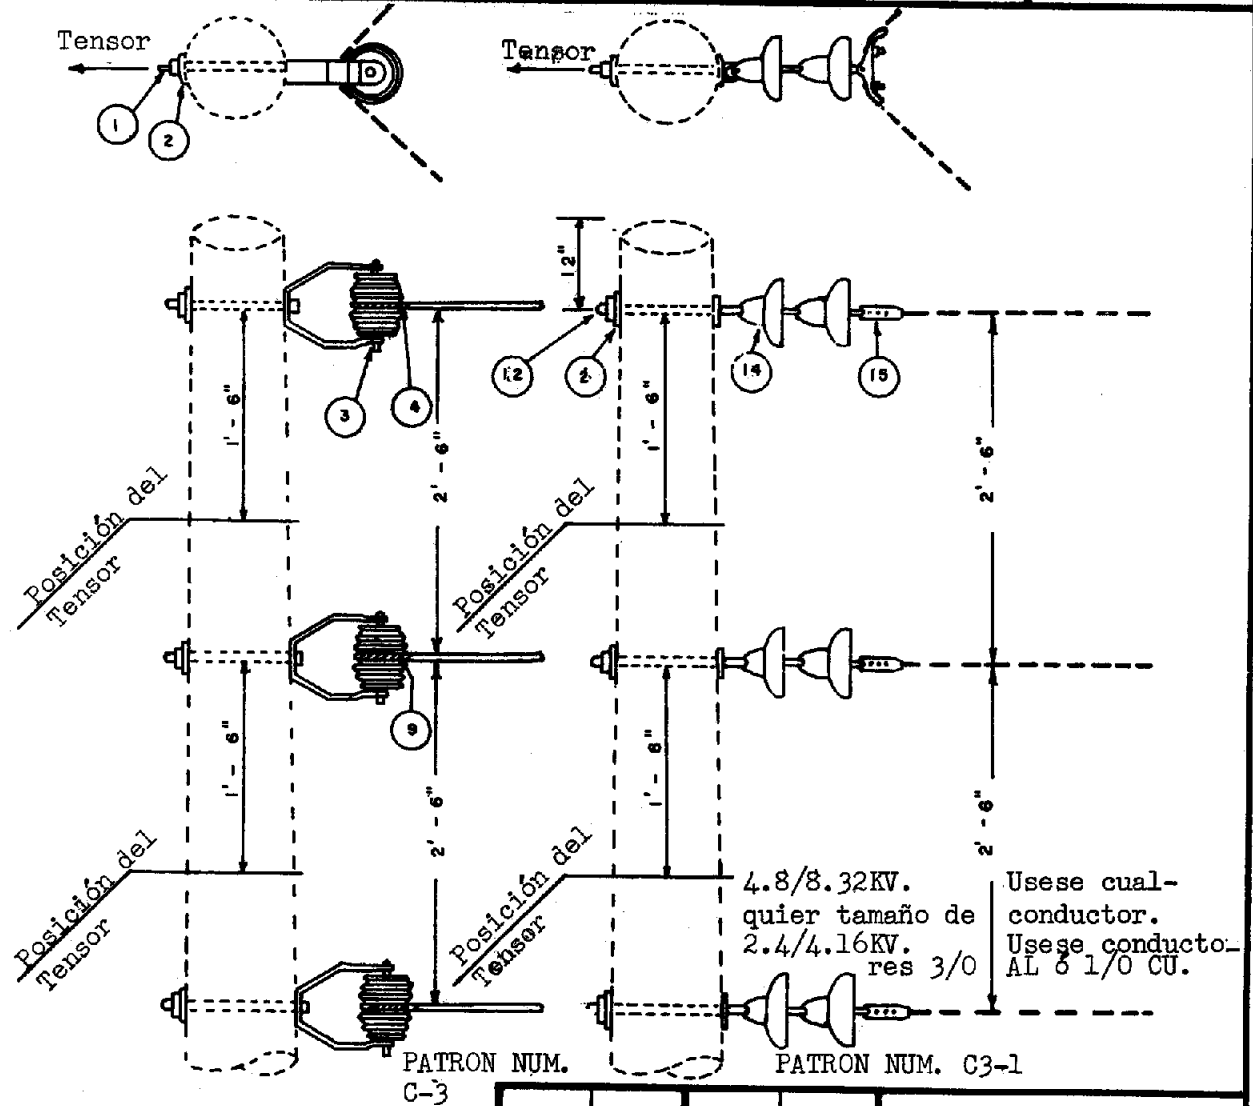 Tensor
Tensor
1
2
12"
12
2
14
15
3
4
1' - 6"
2' - 6"
1' - 6"
2' - 6"
Posición del
Tensor
Posición del
Tensor
9
1' - 6"
2' - 6"
1' - 6"
2' - 6"
Posición del
Tensor
Posición del
Tensor
4.8/8.32KV. Usese cual-
quier tamaño de conductor.
2.4/4.16KV. Usese conducto-
res 3/0 AL ó 1/0 CU.
PATRON NUM.
C-3
PATRON NUM. C3-1